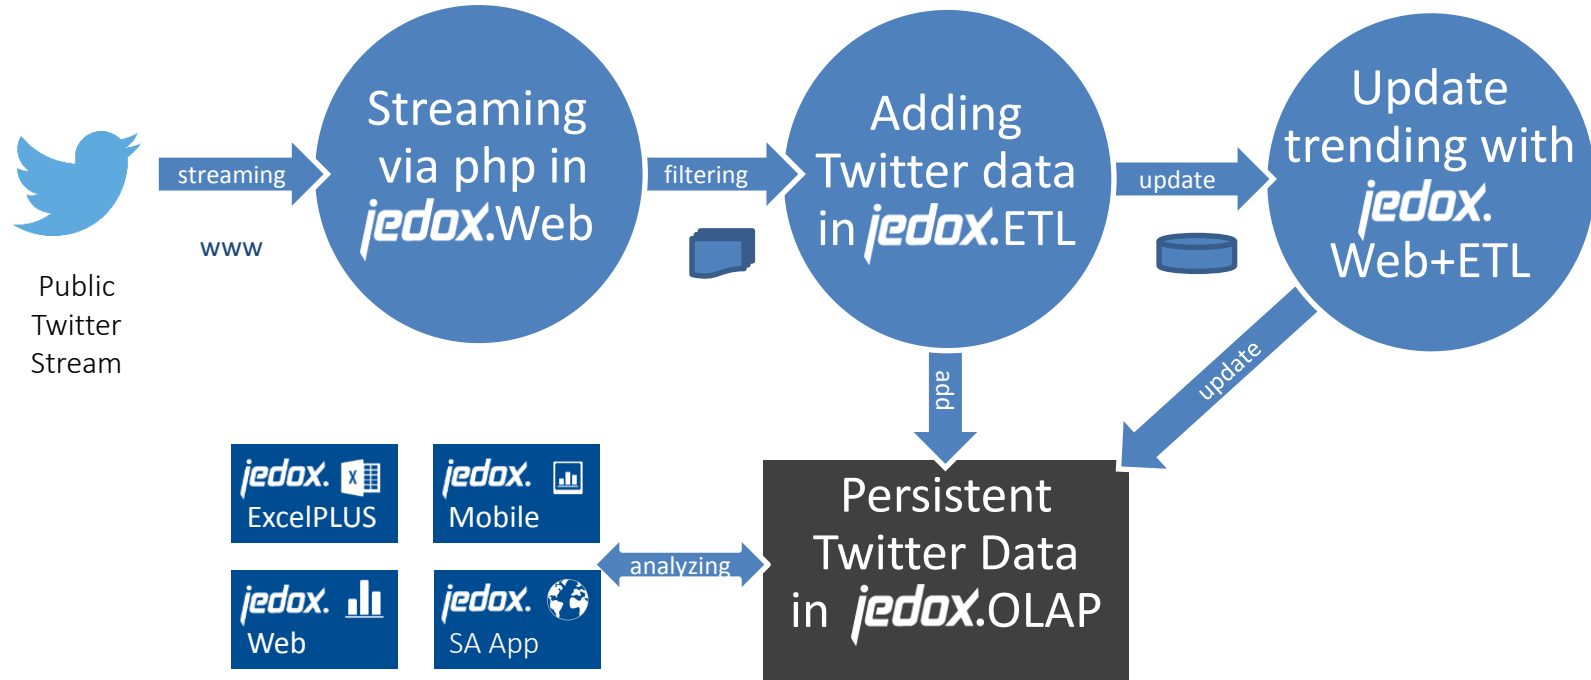 Public
Twitter
Stream
streaming
www
Streaming
via php in
jedox.Web
filtering
Adding
Twitter data
in jedox.ETL
update
Update
trending with
jedox.
Web+ETL
add
update
jedox.
ExcelPLUS
jedox.
Mobile
jedox.
Web
jedox.
SA App
analyzing
Persistent
Twitter Data
in jedox.OLAP